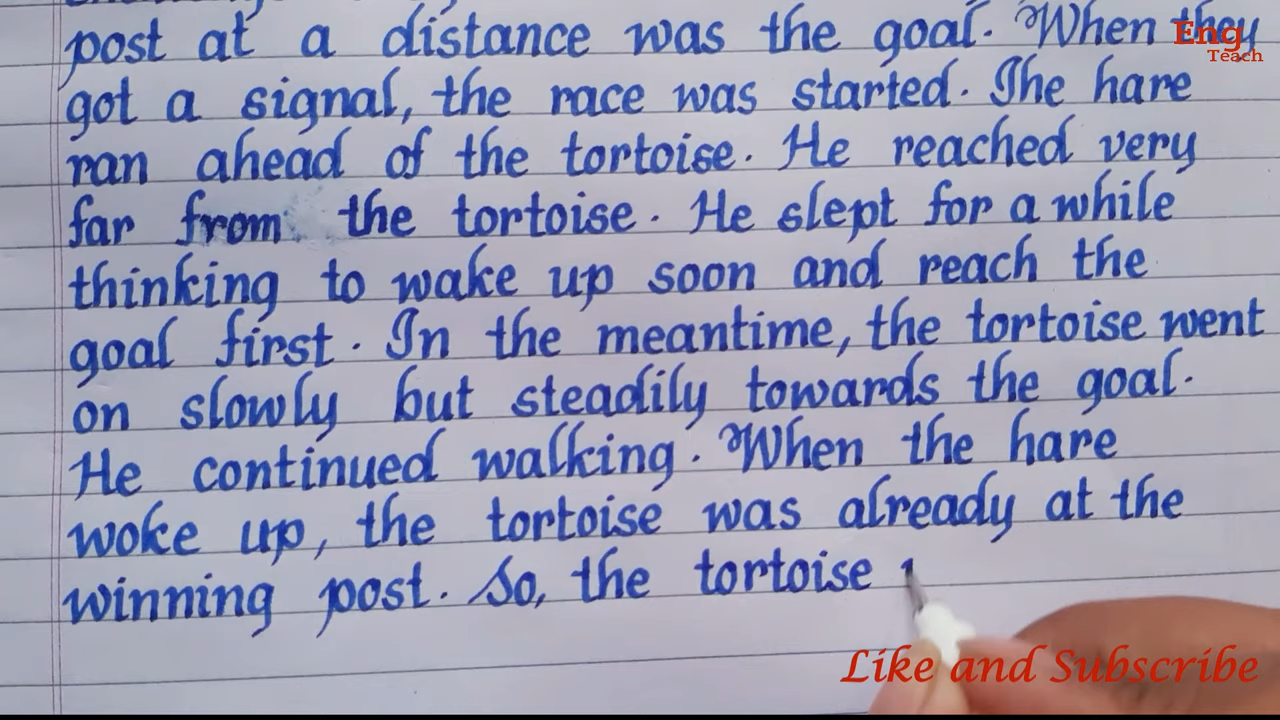 post at a distance was the goal. When they
got a signal, the race was started. The hare
ran ahead of the tortoise. He reached very
far from the tortoise. He slept for a while
thinking to wake up soon and reach the
goal first. In the meantime, the tortoise went
on slowly but steadily towards the goal.
He continued walking. When the hare
woke up, the tortoise was already at the
winning post. So, the tortoise
Eng
Teach
Like and Subscribe